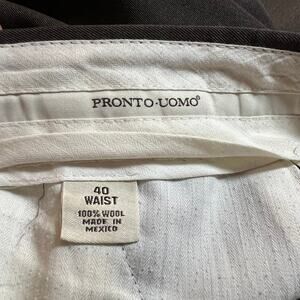 PRONTO-UOMO®
40
WAIST
100% WOOL
MADE IN
MEXICO